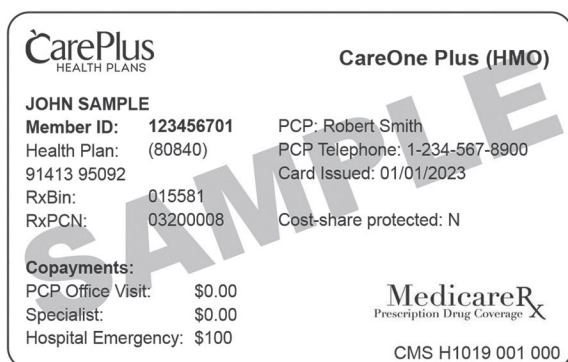 CarePlus
HEALTH PLANS
CareOne Plus (HMO)
JOHN SAMPLE
Member ID: 123456701
Health Plan: (80840)
91413 95092
RxBin: 015581
RxPCN: 03200008
PCP: Robert Smith
PCP Telephone: 1-234-567-8900
Card Issued: 01/01/2023
Cost-share protected: N
Copayments:
PCP Office Visit: $0.00
Specialist: $0.00
Hospital Emergency: $100
MedicareRx
Prescription Drug Coverage
CMS H1019 001 000
SAMPLE